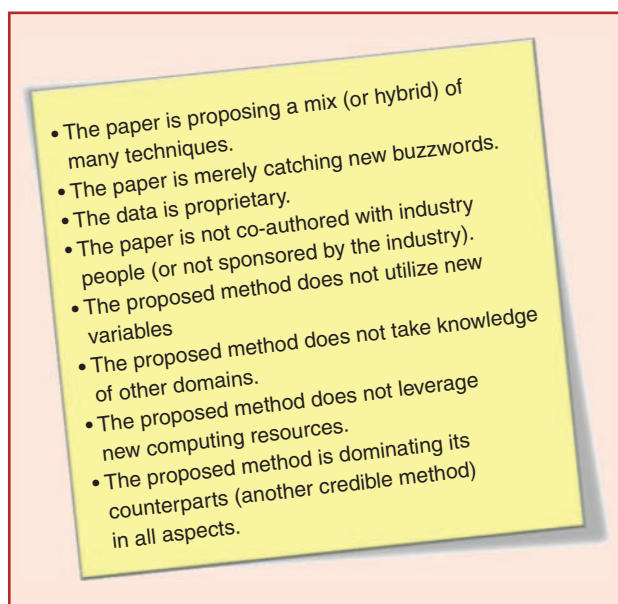 • The paper is proposing a mix (or hybrid) of
many techniques.
• The paper is merely catching new buzzwords.
• The data is proprietary.
• The paper is not co-authored with industry
people (or not sponsored by the industry).
• The proposed method does not utilize new
variables
• The proposed method does not take knowledge
of other domains.
• The proposed method does not leverage
new computing resources.
• The proposed method is dominating its
counterparts (another credible method)
in all aspects.